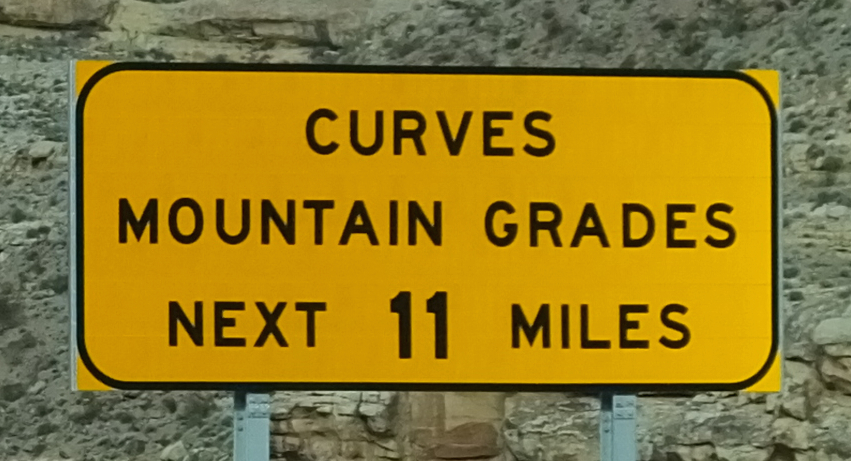 CURVES
MOUNTAIN GRADES
NEXT 11 MILES